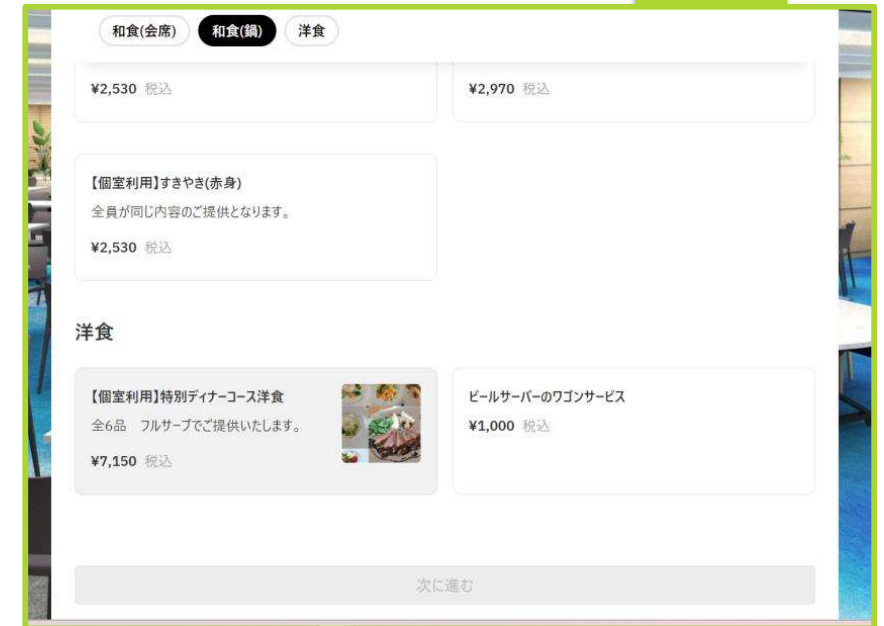 和食(会席) 和食(鍋) 洋食
¥2,530 税込
¥2,970 税込
【個室利用】すきやき(赤身)
全員が同じ内容のご提供となります。
¥2,530 税込
洋食
【個室利用】特別ディナーコース洋食
全6品　フルサーブでご提供いたします。
¥7,150 税込
ビールサーバーのワゴンサービス
¥1,000 税込
次に進む